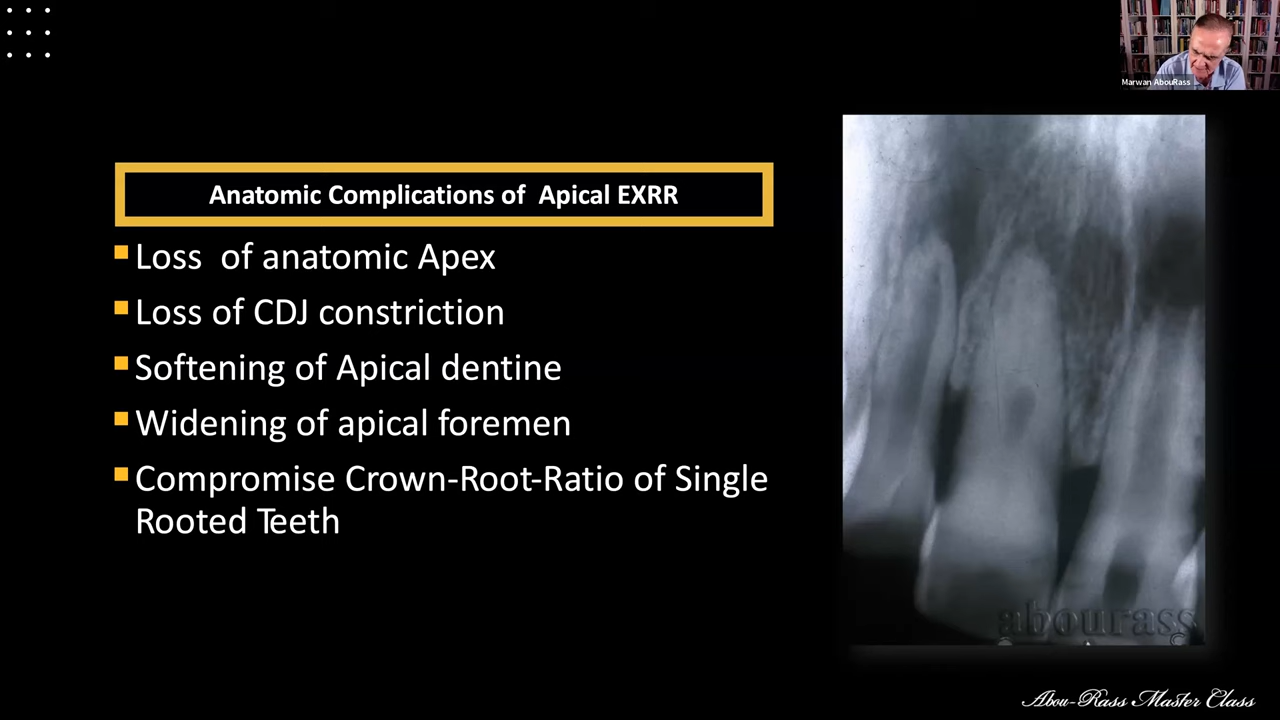 Marwan AbouRass
Anatomic Complications of Apical EXRR
Loss of anatomic Apex
Loss of CDJ constriction
Softening of Apical dentine
Widening of apical foremen
Compromise Crown-Root-Ratio of Single
Rooted Teeth
abourass
©
Abou-Rass Master Class